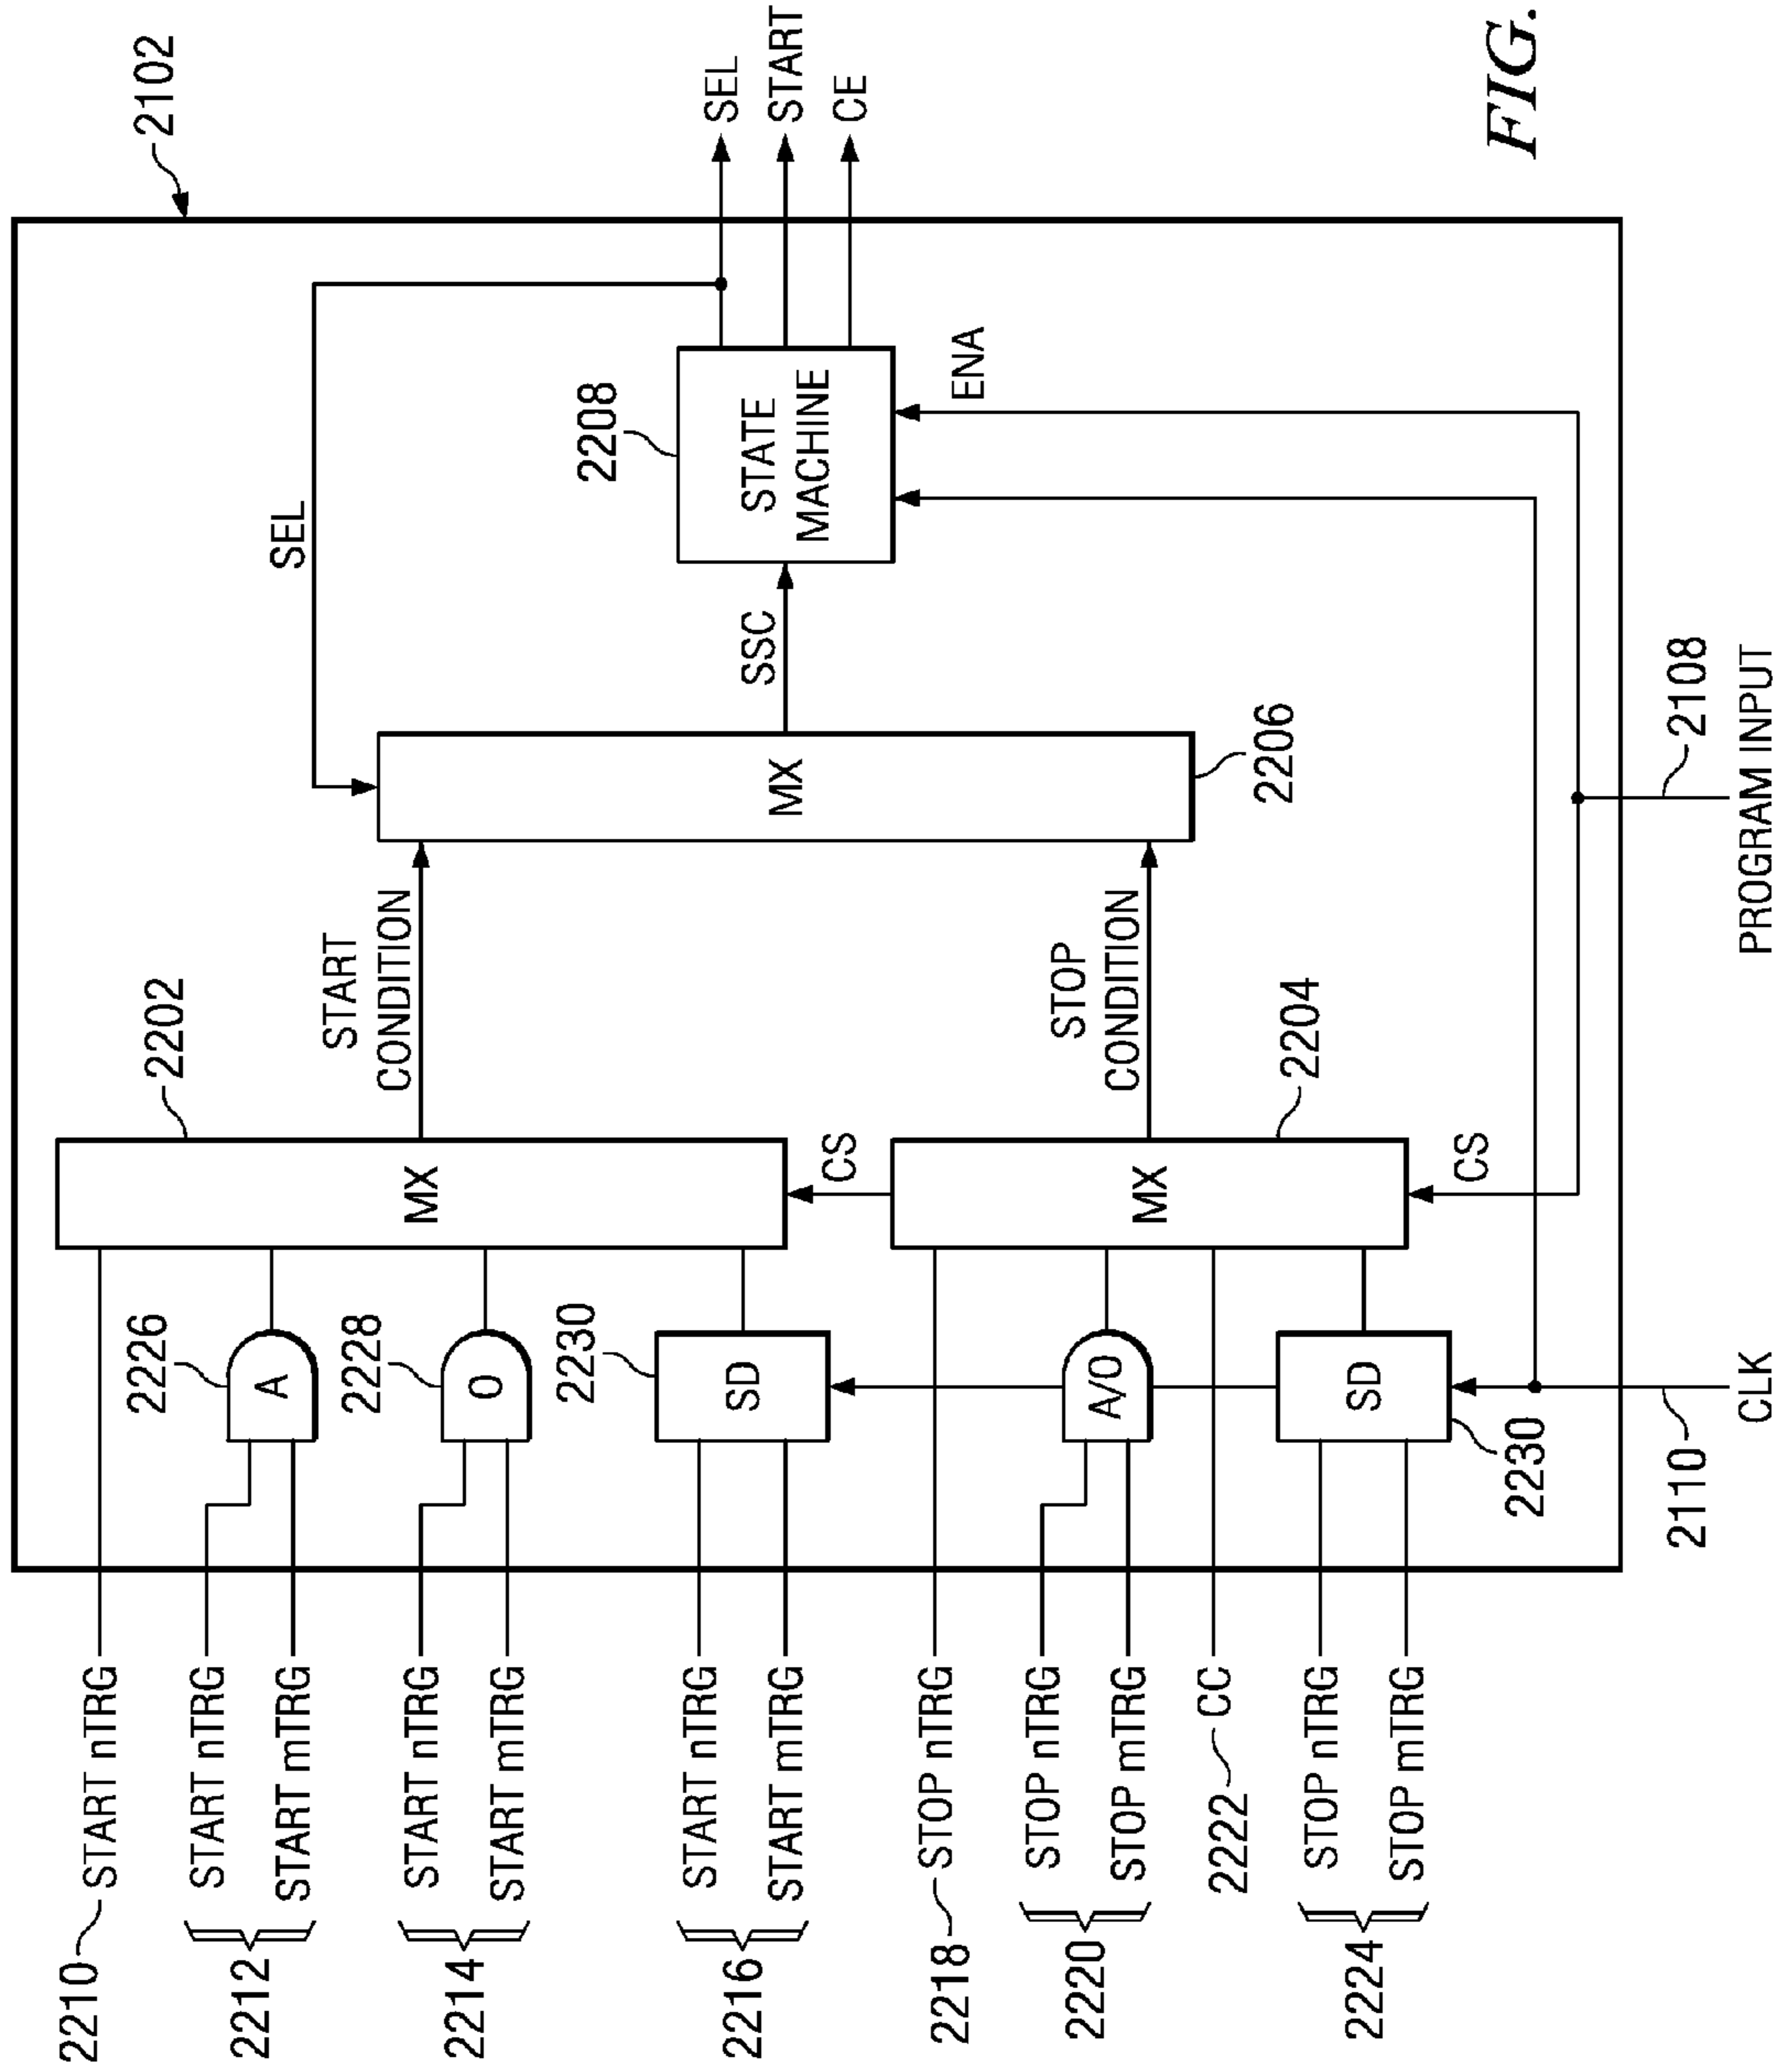 2102
2210
START nTRG
2212
START nTRG
START mTRG
2214
START nTRG
START mTRG
2216
START nTRG
START mTRG
2218
STOP nTRG
2220
STOP nTRG
STOP mTRG
2222
CC
2224
STOP nTRG
STOP mTRG
2226
A
2228
O
2230
SD
A/O
SD
2230
2202
MX
CS
MX
2204
CS
START
CONDITION
STOP
CONDITION
SEL
MX
2206
SSC
2208
STATE
MACHINE
ENA
SEL
START
CE
2110
CLK
2108
PROGRAM INPUT
FIG.